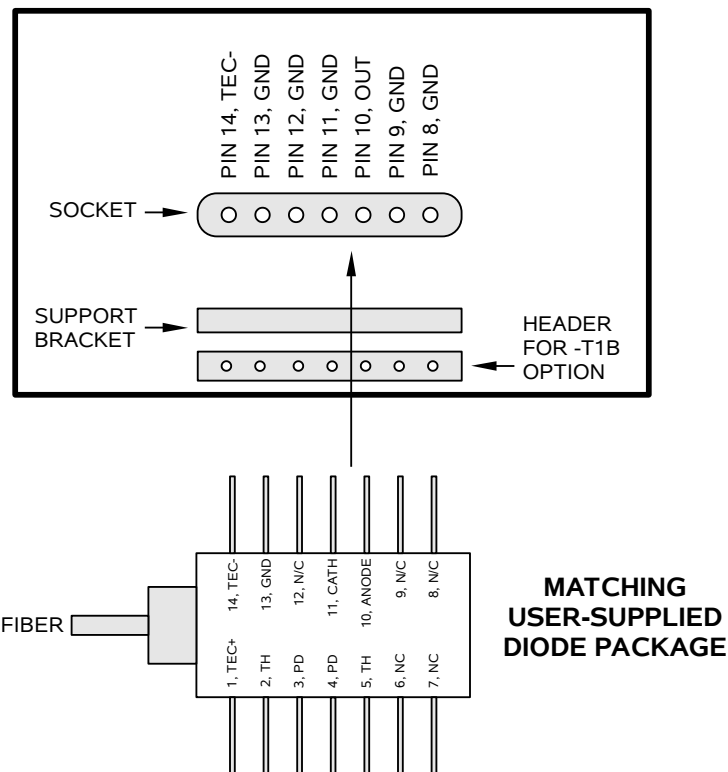 PIN 14, TEC-
PIN 13, GND
PIN 12, GND
PIN 11, GND
PIN 10, OUT
PIN 9, GND
PIN 8, GND
SOCKET
SUPPORT
BRACKET
HEADER
FOR -T1B
OPTION
14, TEC-
13, GND
12, N/C
11, CATH
10, ANODE
9, N/C
8, N/C
FIBER
1, TEC+
2, TH
3, PD
4, PD
5, TH
6, NC
7, NC
MATCHING
USER-SUPPLIED
DIODE PACKAGE